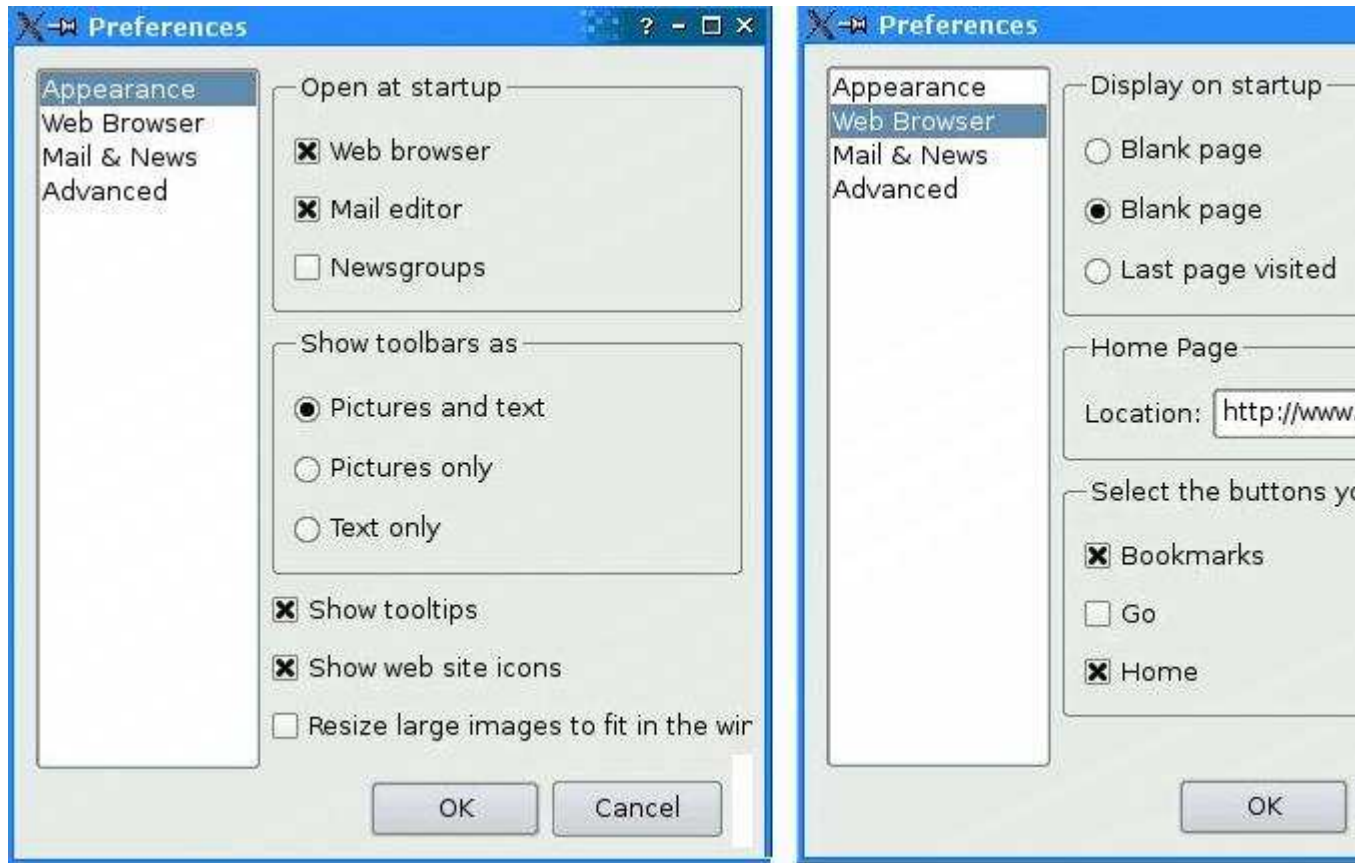 Preferences
Appearance
Web Browser
Mail & News
Advanced
Open at startup
Web browser
Mail editor
Newsgroups
Show toolbars as
Pictures and text
Pictures only
Text only
Show tooltips
Show web site icons
Resize large images to fit in the
OK
Cancel
Preferences
Appearance
Web Browser
Mail & News
Advanced
Display on startup
Blank page
Blank page
Last page visited
Home Page
Location: http://www.
Select the buttons
Bookmarks
Go
Home
OK